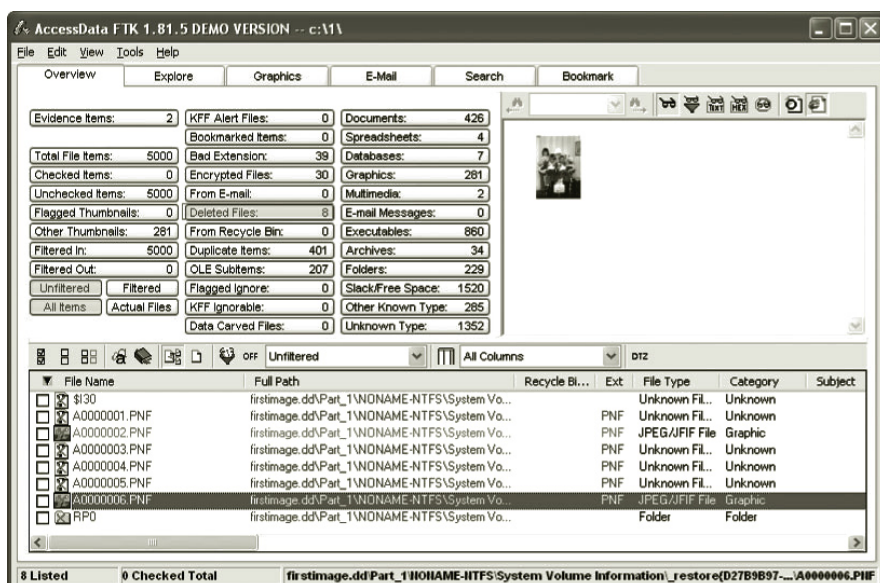 AccessData FTK 1.81.5 DEMO VERSION -- c:\1\
File Edit View Tools Help
Overview Explore Graphics E-Mail Search Bookmark
Evidence Items: 2 KFF Alert Files: 0 Documents: 426
Bookmarked Items: 0 Spreadsheets: 4
Total File Items: 5000 Bad Extension: 39 Databases: 7
Checked Items: 0 Encrypted Files: 30 Graphics: 281
Unchecked Items: 5000 From E-mail: 0 Multimedia: 2
Flagged Thumbnails: 0 Deleted Files: 8 E-mail Messages: 0
Other Thumbnails: 281 From Recycle Bin: 0 Executables: 860
Filtered In: 5000 Duplicate Items: 401 Archives: 34
Filtered Out: 0 OLE Subitems: 207 Folders: 229
Unfiltered Filtered Flagged Ignore: 0 Slack/Free Space: 1520
All Items Actual Files KFF Ignorable: 0 Other Known Type: 285
Data Carved Files: 0 Unknown Type: 1352
TEXT HEX
OFF Unfiltered All Columns DTZ
File Name Full Path Recycle Bi... Ext File Type Category Subject
$I30 firstimage.dd\Part_1\NONAME-NTFS\System Vo... Unknown Fil... Unknown
A0000001.PNF firstimage.dd\Part_1\NONAME-NTFS\System Vo... PNF Unknown Fil... Unknown
A0000002.PNF firstimage.dd\Part_1\NONAME-NTFS\System Vo... PNF JPEG/JFIF File Graphic
A0000003.PNF firstimage.dd\Part_1\NONAME-NTFS\System Vo... PNF Unknown Fil... Unknown
A0000004.PNF firstimage.dd\Part_1\NONAME-NTFS\System Vo... PNF Unknown Fil... Unknown
A0000005.PNF firstimage.dd\Part_1\NONAME-NTFS\System Vo... PNF Unknown Fil... Unknown
A0000006.PNF firstimage.dd\Part_1\NONAME-NTFS\System Vo... PNF JPEG/JFIF File Graphic
RP0 firstimage.dd\Part_1\NONAME-NTFS\System Vo... Folder Folder
8 Listed 0 Checked Total firstimage.dd\Part_1\NONAME-NTFS\System Volume Information\_restore{D27B9B97-...\A0000006.PNF